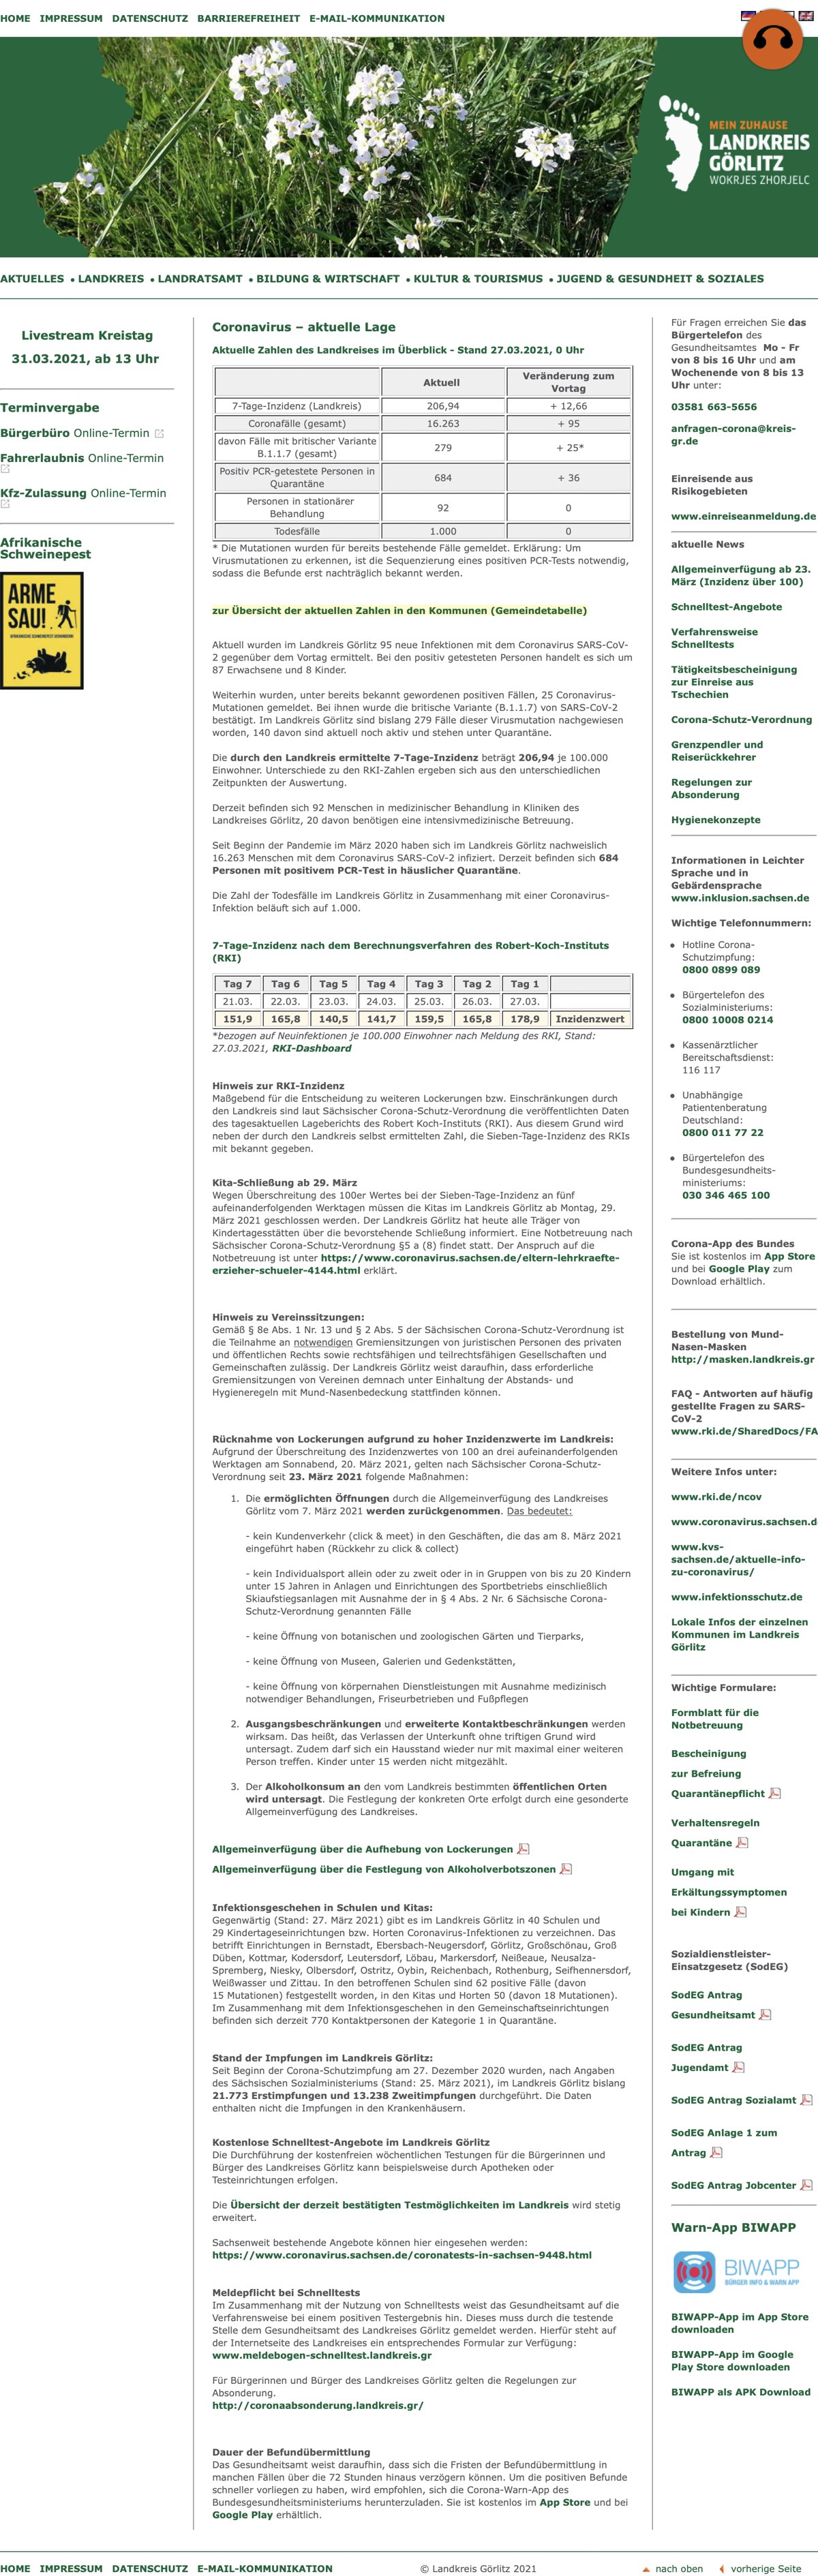 HOME IMPRESSUM DATENSCHUTZ BARRIEREFREIHEIT E-MAIL-KOMMUNIKATION
MEIN ZUHAUSE
LANDKREIS
GÖRLITZ
WOKRJES ZHORJELC
AKTUELLES • LANDKREIS • LANDRATSAMT • BILDUNG & WIRTSCHAFT • KULTUR & TOURISMUS • JUGEND & GESUNDHEIT & SOZIALES
Livestream Kreistag
31.03.2021, ab 13 Uhr
Terminvergabe
Bürgerbüro Online-Termin
Fahrerlaubnis Online-Termin
Kfz-Zulassung Online-Termin
Afrikanische
Schweinepest
ARME
SAU!
Coronavirus – aktuelle Lage
Aktuelle Zahlen des Landkreises im Überblick - Stand 27.03.2021, 0 Uhr
Aktuell Veränderung zum
Vortag
7-Tage-Inzidenz (Landkreis) 206,94 + 12,66
Coronafälle (gesamt) 16.263 + 95
davon Fälle mit britischer Variante
B.1.1.7 (gesamt) 279 + 25*
Positiv PCR-getestete Personen in
Quarantäne 684 + 36
Personen in stationärer
Behandlung 92 0
Todesfälle 1.000 0
* Die Mutationen wurden für bereits bestehende Fälle gemeldet. Erklärung: Um
Virusmutationen zu erkennen, ist die Sequenzierung eines positiven PCR-Tests notwendig,
sodass die Befunde erst nachträglich bekannt werden.
zur Übersicht der aktuellen Zahlen in den Kommunen (Gemeindetabelle)
Aktuell wurden im Landkreis Görlitz 95 neue Infektionen mit dem Coronavirus SARS-CoV-
2 gegenüber dem Vortag ermittelt. Bei den positiv getesteten Personen handelt es sich um
87 Erwachsene und 8 Kinder.
Weiterhin wurden, unter bereits bekannt gewordenen positiven Fällen, 25 Coronavirus-
Mutationen gemeldet. Bei ihnen wurde die britische Variante (B.1.1.7) von SARS-CoV-2
bestätigt. Im Landkreis Görlitz sind bislang 279 Fälle dieser Virusmutation nachgewiesen
worden, 140 davon sind aktuell noch aktiv und stehen unter Quarantäne.
Die durch den Landkreis ermittelte 7-Tage-Inzidenz beträgt 206,94 je 100.000
Einwohner. Unterschiede zu den RKI-Zahlen ergeben sich aus den unterschiedlichen
Zeitpunkten der Auswertung.
Derzeit befinden sich 92 Menschen in medizinischer Behandlung in Kliniken des
Landkreises Görlitz, 20 davon benötigen eine intensivmedizinische Betreuung.
Seit Beginn der Pandemie im März 2020 haben sich im Landkreis Görlitz nachweislich
16.263 Menschen mit dem Coronavirus SARS-CoV-2 infiziert. Derzeit befinden sich 684
Personen mit positivem PCR-Test in häuslicher Quarantäne.
Die Zahl der Todesfälle im Landkreis Görlitz in Zusammenhang mit einer Coronavirus-
Infektion beläuft sich auf 1.000.
7-Tage-Inzidenz nach dem Berechnungsverfahren des Robert-Koch-Instituts
(RKI)
Tag 7 Tag 6 Tag 5 Tag 4 Tag 3 Tag 2 Tag 1
21.03. 22.03. 23.03. 24.03. 25.03. 26.03. 27.03.
151,9 165,8 140,5 141,7 159,5 165,8 178,9 Inzidenzwert
*bezogen auf Neuinfektionen je 100.000 Einwohner nach Meldung des RKI, Stand:
27.03.2021, RKI-Dashboard
Hinweis zur RKI-Inzidenz
Maßgebend für die Entscheidung zu weiteren Lockerungen bzw. Einschränkungen durch
den Landkreis sind laut Sächsischer Corona-Schutz-Verordnung die veröffentlichten Daten
des tagesaktuellen Lageberichts des Robert Koch-Instituts (RKI). Aus diesem Grund wird
neben der durch den Landkreis selbst ermittelten Zahl, die Sieben-Tage-Inzidenz des RKIs
mit bekannt gegeben.
Kita-Schließung ab 29. März
Wegen Überschreitung des 100er Wertes bei der Sieben-Tage-Inzidenz an fünf
aufeinanderfolgenden Werktagen müssen die Kitas im Landkreis Görlitz ab Montag, 29.
März 2021 geschlossen werden. Der Landkreis Görlitz hat heute alle Träger von
Kindertagesstätten über die bevorstehende Schließung informiert. Eine Notbetreuung nach
Sächsischer Corona-Schutz-Verordnung §5 a (8) findet statt. Der Anspruch auf die
Notbetreuung ist unter https://www.coronavirus.sachsen.de/eltern-lehrkraefte-
erzieher-schueler-4144.html erklärt.
Hinweis zu Vereinssitzungen:
Gemäß § 8e Abs. 1 Nr. 13 und § 2 Abs. 5 der Sächsischen Corona-Schutz-Verordnung ist
die Teilnahme an notwendigen Gremiensitzungen von juristischen Personen des privaten
und öffentlichen Rechts sowie rechtsfähigen und teilrechtsfähigen Gesellschaften und
Gemeinschaften zulässig. Der Landkreis Görlitz weist daraufhin, dass erforderliche
Gremiensitzungen von Vereinen demnach unter Einhaltung der Abstands- und
Hygieneregeln mit Mund-Nasenbedeckung stattfinden können.
Rücknahme von Lockerungen aufgrund zu hoher Inzidenzwerte im Landkreis:
Aufgrund der Überschreitung des Inzidenzwertes von 100 an drei aufeinanderfolgenden
Werktagen am Sonnabend, 20. März 2021, gelten nach Sächsischer Corona-Schutz-
Verordnung seit 23. März 2021 folgende Maßnahmen:
1. Die ermöglichten Öffnungen durch die Allgemeinverfügung des Landkreises
Görlitz vom 7. März 2021 werden zurückgenommen. Das bedeutet:
- kein Kundenverkehr (click & meet) in den Geschäften, die das am 8. März 2021
eingeführt haben (Rückkehr zu click & collect)
- kein Individualsport allein oder zu zweit oder in in Gruppen von bis zu 20 Kindern
unter 15 Jahren in Anlagen und Einrichtungen des Sportbetriebs einschließlich
Skiaufstiegsanlagen mit Ausnahme der in § 4 Abs. 2 Nr. 6 Sächsische Corona-
Schutz-Verordnung genannten Fälle
- keine Öffnung von botanischen und zoologischen Gärten und Tierparks,
- keine Öffnung von Museen, Galerien und Gedenkstätten,
- keine Öffnung von körpernahen Dienstleistungen mit Ausnahme medizinisch
notwendiger Behandlungen, Friseurbetrieben und Fußpflegen
2. Ausgangsbeschränkungen und erweiterte Kontaktbeschränkungen werden
wirksam. Das heißt, das Verlassen der Unterkunft ohne triftigen Grund wird
untersagt. Zudem darf sich ein Hausstand wieder nur mit maximal einer weiteren
Person treffen. Kinder unter 15 werden nicht mitgezählt.
3. Der Alkoholkonsum an den vom Landkreis bestimmten öffentlichen Orten
wird untersagt. Die Festlegung der konkreten Orte erfolgt durch eine gesonderte
Allgemeinverfügung des Landkreises.
Allgemeinverfügung über die Aufhebung von Lockerungen
Allgemeinverfügung über die Festlegung von Alkoholverbotszonen
Infektionsgeschehen in Schulen und Kitas:
Gegenwärtig (Stand: 27. März 2021) gibt es im Landkreis Görlitz in 40 Schulen und
29 Kindertageseinrichtungen bzw. Horten Coronavirus-Infektionen zu verzeichnen. Das
betrifft Einrichtungen in Bernstadt, Ebersbach-Neugersdorf, Görlitz, Großschönau, Groß
Düben, Kottmar, Kodersdorf, Leutersdorf, Löbau, Markersdorf, Neißeaue, Neusalza-
Spremberg, Niesky, Olbersdorf, Ostritz, Oybin, Reichenbach, Rothenburg, Seifhennersdorf,
Weißwasser und Zittau. In den betroffenen Schulen sind 62 positive Fälle (davon
15 Mutationen) festgestellt worden, in den Kitas und Horten 50 (davon 18 Mutationen).
Im Zusammenhang mit dem Infektionsgeschehen in den Gemeinschaftseinrichtungen
befinden sich derzeit 770 Kontaktpersonen der Kategorie 1 in Quarantäne.
Stand der Impfungen im Landkreis Görlitz:
Seit Beginn der Corona-Schutzimpfung am 27. Dezember 2020 wurden, nach Angaben
des Sächsischen Sozialministeriums (Stand: 25. März 2021), im Landkreis Görlitz bislang
21.773 Erstimpfungen und 13.238 Zweitimpfungen durchgeführt. Die Daten
enthalten nicht die Impfungen in den Krankenhäusern.
Kostenlose Schnelltest-Angebote im Landkreis Görlitz
Die Durchführung der kostenfreien wöchentlichen Testungen für die Bürgerinnen und
Bürger des Landkreises Görlitz kann beispielsweise durch Apotheken oder
Testeinrichtungen erfolgen.
Die Übersicht der derzeit bestätigten Testmöglichkeiten im Landkreis wird stetig
erweitert.
Sachsenweit bestehende Angebote können hier eingesehen werden:
https://www.coronavirus.sachsen.de/coronatests-in-sachsen-9448.html
Meldepflicht bei Schnelltests
Im Zusammenhang mit der Nutzung von Schnelltests weist das Gesundheitsamt auf die
Verfahrensweise bei einem positiven Testergebnis hin. Dieses muss durch die testende
Stelle dem Gesundheitsamt des Landkreises Görlitz gemeldet werden. Hierfür steht auf
der Internetseite des Landkreises ein entsprechendes Formular zur Verfügung:
www.meldebogen-schnelltest.landkreis.gr
Für Bürgerinnen und Bürger des Landkreises Görlitz gelten die Regelungen zur
Absonderung.
http://coronaabsonderung.landkreis.gr/
Dauer der Befundübermittlung
Das Gesundheitsamt weist daraufhin, dass sich die Fristen der Befundübermittlung in
manchen Fällen über die 72 Stunden hinaus verzögern können. Um die positiven Befunde
schneller vorliegen zu haben, wird empfohlen, sich die Corona-Warn-App des
Bundesgesundheitsministeriums herunterzuladen. Sie ist kostenlos im App Store und bei
Google Play erhältlich.
Für Fragen erreichen Sie das
Bürgertelefon des
Gesundheitsamtes Mo - Fr
von 8 bis 16 Uhr und am
Wochenende von 8 bis 13
Uhr unter:
03581 663-5656
anfragen-corona@kreis-
gr.de
Einreisende aus
Risikogebieten
www.einreiseanmeldung.de
aktuelle News
Allgemeinverfügung ab 23.
März (Inzidenz über 100)
Schnelltest-Angebote
Verfahrensweise
Schnelltests
Tätigkeitsbescheinigung
zur Einreise aus
Tschechien
Corona-Schutz-Verordnung
Grenzpendler und
Reiserückkehrer
Regelungen zur
Absonderung
Hygienekonzepte
Informationen in Leichter
Sprache und in
Gebärdensprache
www.inklusion.sachsen.de
Wichtige Telefonnummern:
• Hotline Corona-
Schutzimpfung:
0800 0899 089
• Bürgertelefon des
Sozialministeriums:
0800 10008 0214
• Kassenärztlicher
Bereitschaftsdienst:
116 117
• Unabhängige
Patientenberatung
Deutschland:
0800 011 77 22
• Bürgertelefon des
Bundesgesundheits-
ministeriums:
030 346 465 100
Corona-App des Bundes
Sie ist kostenlos im App Store
und bei Google Play zum
Download erhältlich.
Bestellung von Mund-
Nasen-Masken
http://masken.landkreis.gr
FAQ - Antworten auf häufig
gestellte Fragen zu SARS-
CoV-2
www.rki.de/SharedDocs/FA
Weitere Infos unter:
www.rki.de/ncov
www.coronavirus.sachsen.d
www.kvs-
sachsen.de/aktuelle-info-
zu-coronavirus/
www.infektionsschutz.de
Lokale Infos der einzelnen
Kommunen im Landkreis
Görlitz
Wichtige Formulare:
Formblatt für die
Notbetreuung
Bescheinigung
zur Befreiung
Quarantänepflicht
Verhaltensregeln
Quarantäne
Umgang mit
Erkältungssymptomen
bei Kindern
Sozialdienstleister-
Einsatzgesetz (SodEG)
SodEG Antrag
Gesundheitsamt
SodEG Antrag
Jugendamt
SodEG Antrag Sozialamt
SodEG Anlage 1 zum
Antrag
SodEG Antrag Jobcenter
Warn-App BIWAPP
BIWAPP
BÜRGER INFO & WARN APP
BIWAPP-App im App Store
downloaden
BIWAPP-App im Google
Play Store downloaden
BIWAPP als APK Download
HOME IMPRESSUM DATENSCHUTZ E-MAIL-KOMMUNIKATION © Landkreis Görlitz 2021 nach oben vorherige Seite